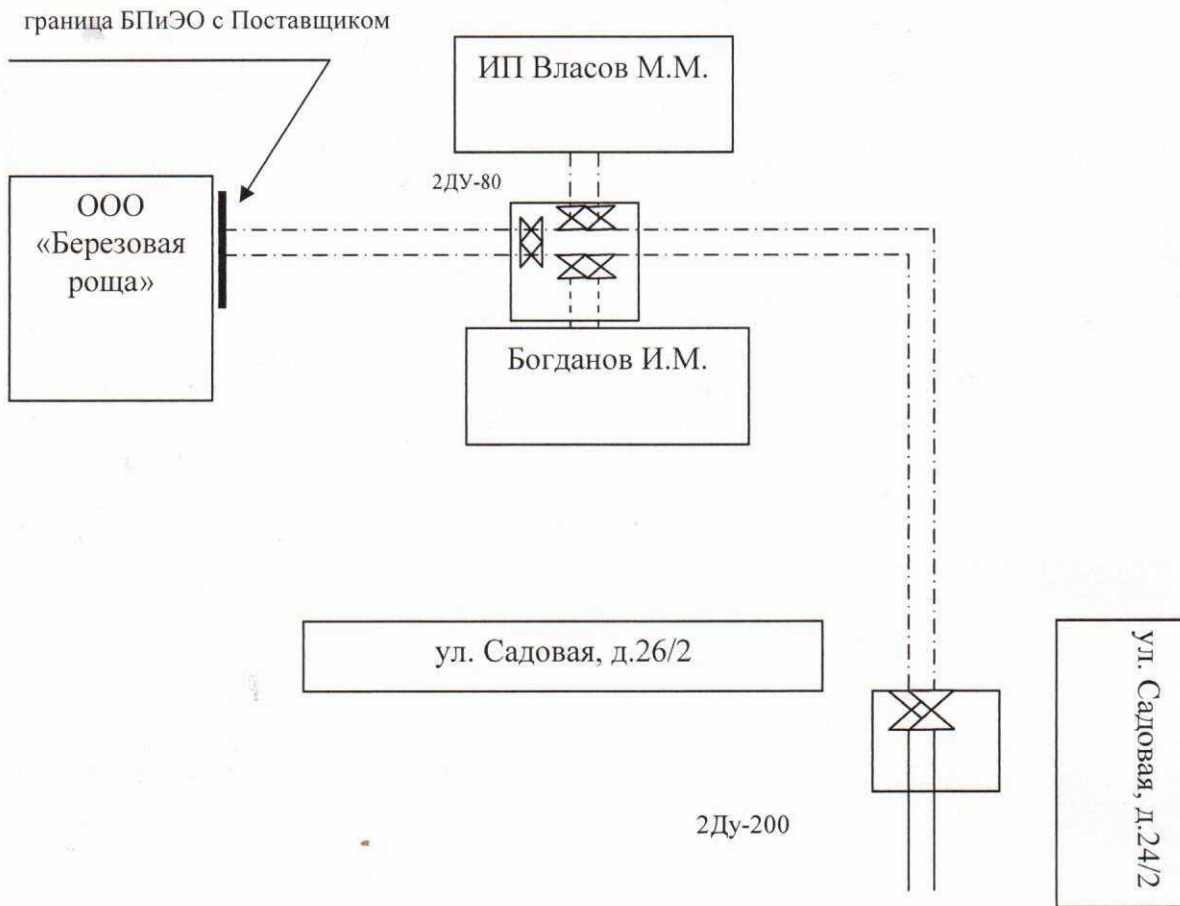 граница БПиЭО с Поставщиком
ИП Власов М.М.
2ДУ-80
ООО
«Березовая
роща»
Богданов И.М.
ул. Садовая, д.26/2
ул. Садовая, д.24/2
2Ду-200